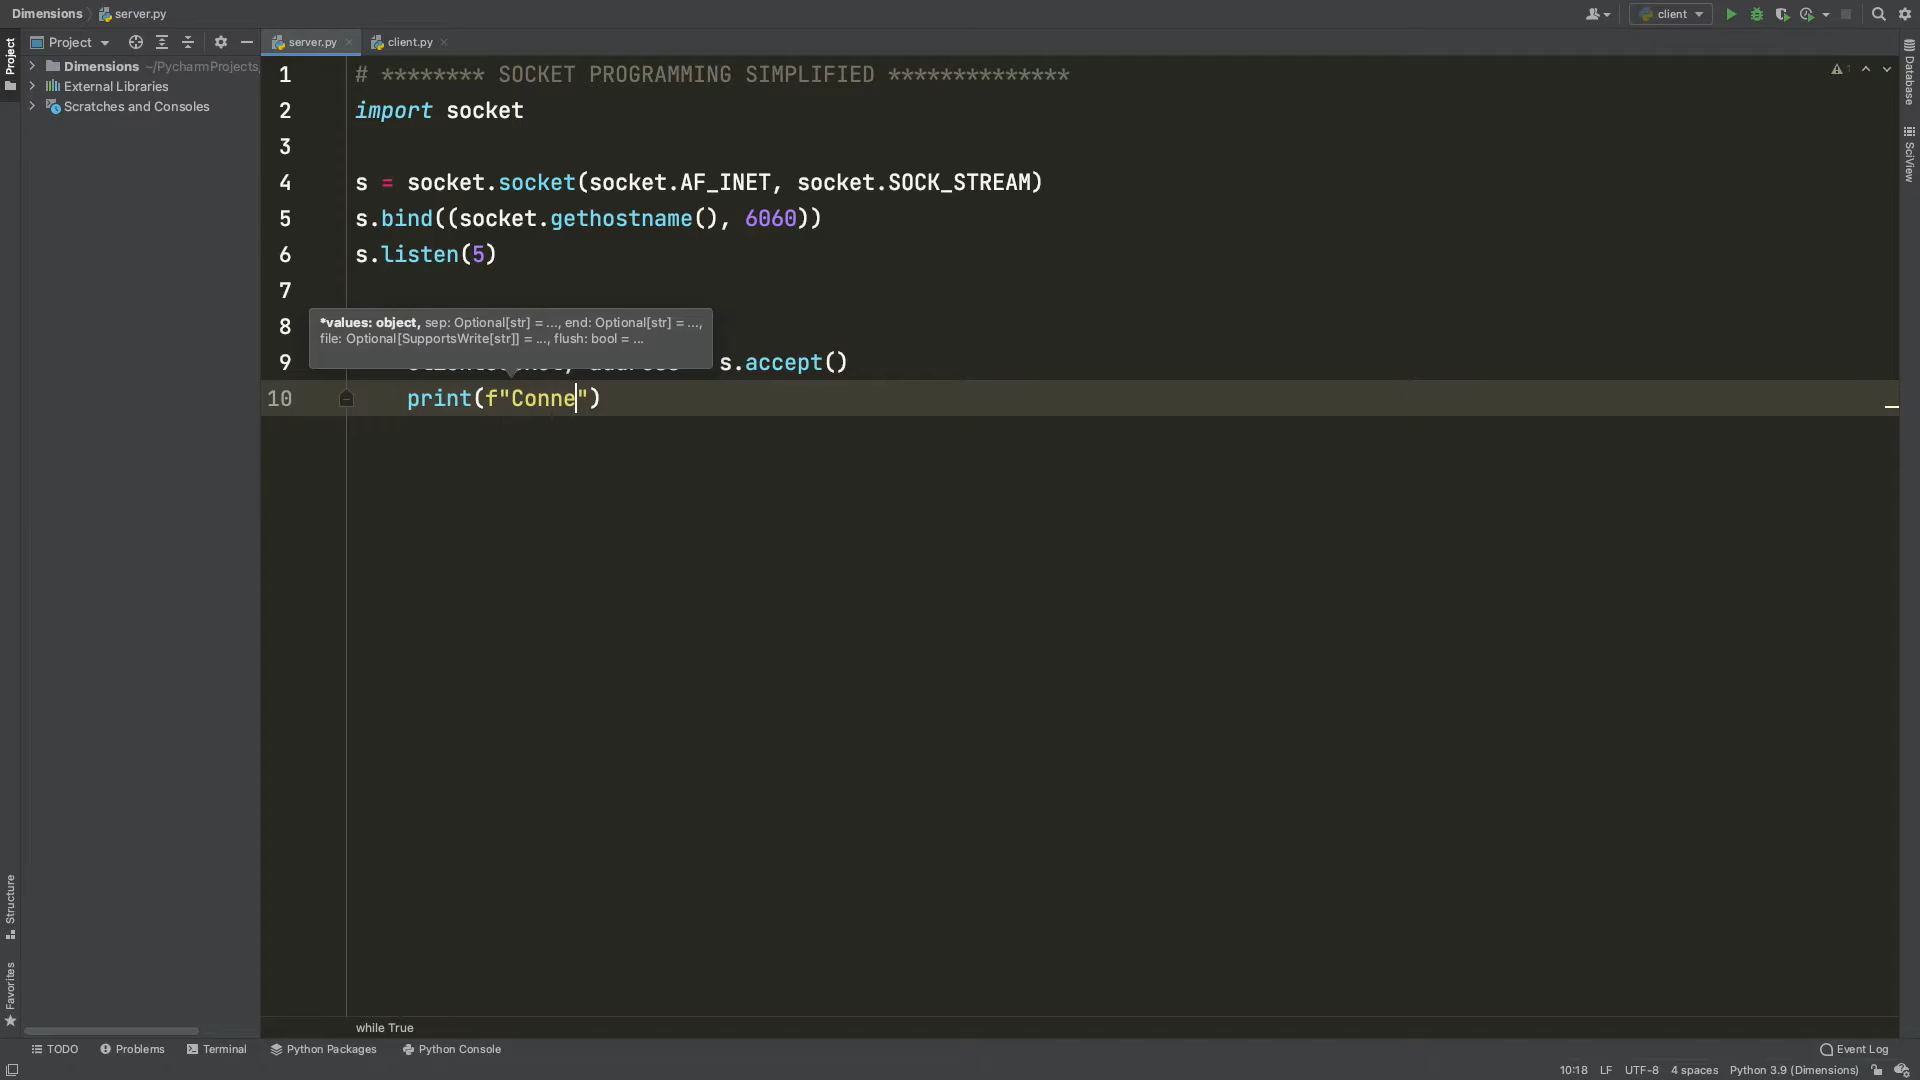 Dimensions server.py client
Project server.py client.py
Dimensions ~/PycharmProjects
External Libraries
Scratches and Consoles
1 # ******** SOCKET PROGRAMMING SIMPLIFIED **************
2 import socket
3
4 s = socket.socket(socket.AF_INET, socket.SOCK_STREAM)
5 s.bind((socket.gethostname(), 6060))
6 s.listen(5)
7
8
*values: object, sep: Optional[str] = ..., end: Optional[str] = ...,
file: Optional[SupportsWrite[str]] = ..., flush: bool = ...
9 s.accept()
10 print(f"Conne")
while True
Project
Structure
Favorites
Database
SciView
TODO Problems Terminal Python Packages Python Console Event Log
10:18 LF UTF-8 4 spaces Python 3.9 (Dimensions)